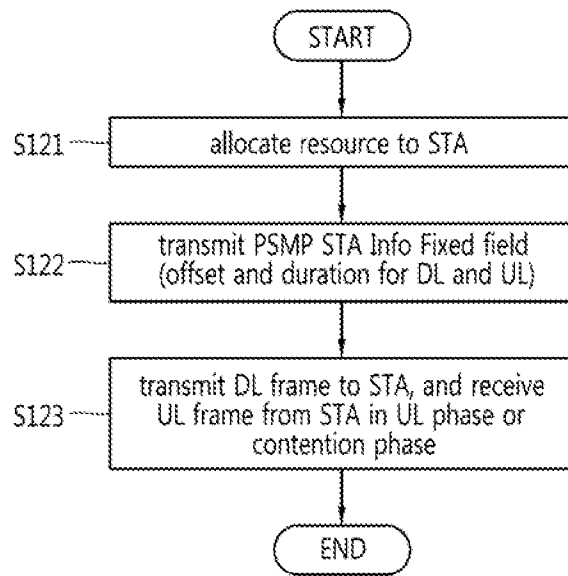 START
S121
allocate resource to STA
S122
transmit PSMP STA Info Fixed field
(offset and duration for DL and UL)
S123
transmit DL frame to STA, and receive
UL frame from STA in UL phase or
contention phase
END